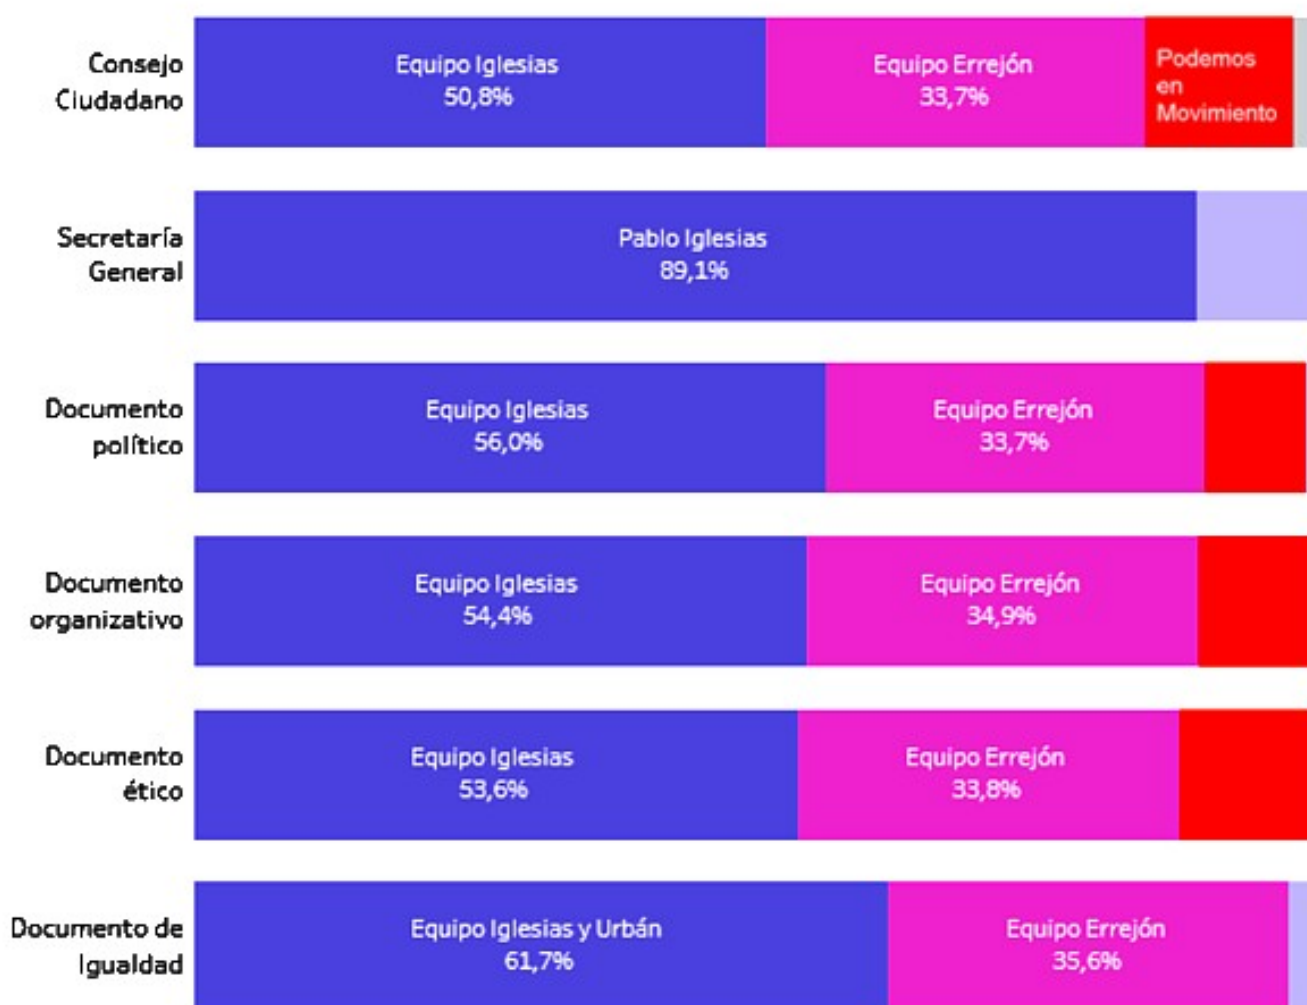 Consejo
Ciudadano
Equipo Iglesias
50,8%
Equipo Errejón
33,7%
Podemos
en
Movimiento
Secretaría
General
Pablo Iglesias
89,1%
Documento
político
Equipo Iglesias
56,0%
Equipo Errejón
33,7%
Documento
organizativo
Equipo Iglesias
54,4%
Equipo Errejón
34,9%
Documento
ético
Equipo Iglesias
53,6%
Equipo Errejón
33,8%
Documento de
Igualdad
Equipo Iglesias y Urbán
61,7%
Equipo Errejón
35,6%